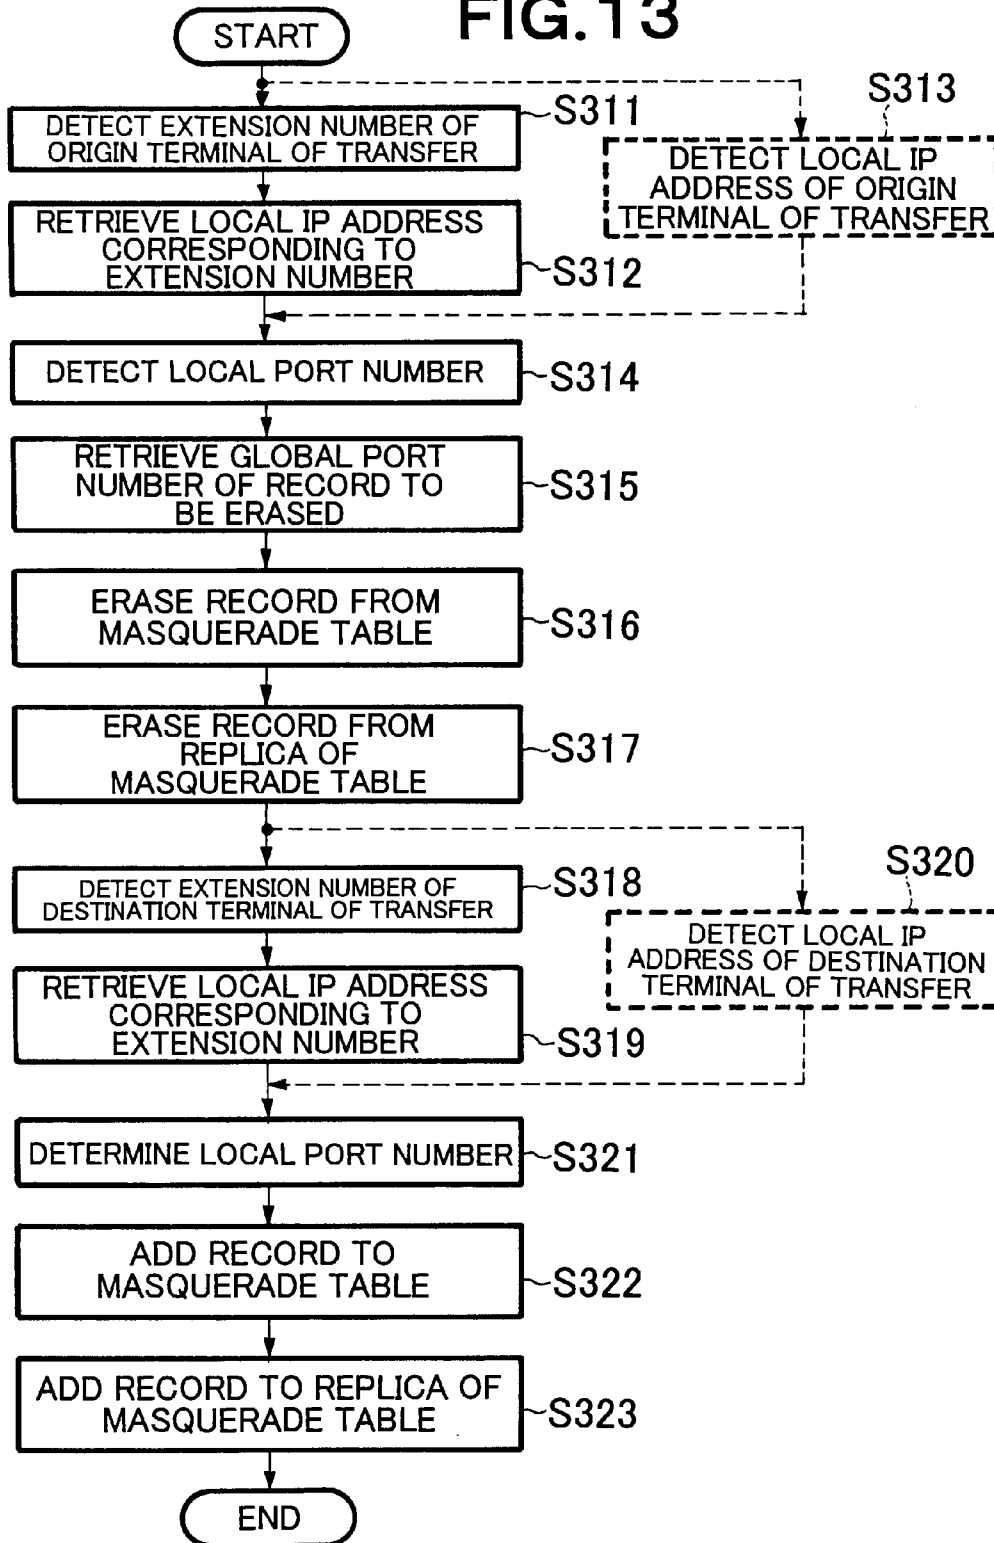 FIG.13
START
DETECT EXTENSION NUMBER OF
ORIGIN TERMINAL OF TRANSFER
S311
S313
DETECT LOCAL IP
ADDRESS OF ORIGIN
TERMINAL OF TRANSFER
RETRIEVE LOCAL IP ADDRESS
CORRESPONDING TO
EXTENSION NUMBER
S312
DETECT LOCAL PORT NUMBER
S314
RETRIEVE GLOBAL PORT
NUMBER OF RECORD TO
BE ERASED
S315
ERASE RECORD FROM
MASQUERADE TABLE
S316
ERASE RECORD FROM
REPLICA OF
MASQUERADE TABLE
S317
DETECT EXTENSION NUMBER OF
DESTINATION TERMINAL OF TRANSFER
S318
S320
DETECT LOCAL IP
ADDRESS OF DESTINATION
TERMINAL OF TRANSFER
RETRIEVE LOCAL IP ADDRESS
CORRESPONDING TO
EXTENSION NUMBER
S319
DETERMINE LOCAL PORT NUMBER
S321
ADD RECORD TO
MASQUERADE TABLE
S322
ADD RECORD TO REPLICA OF
MASQUERADE TABLE
S323
END